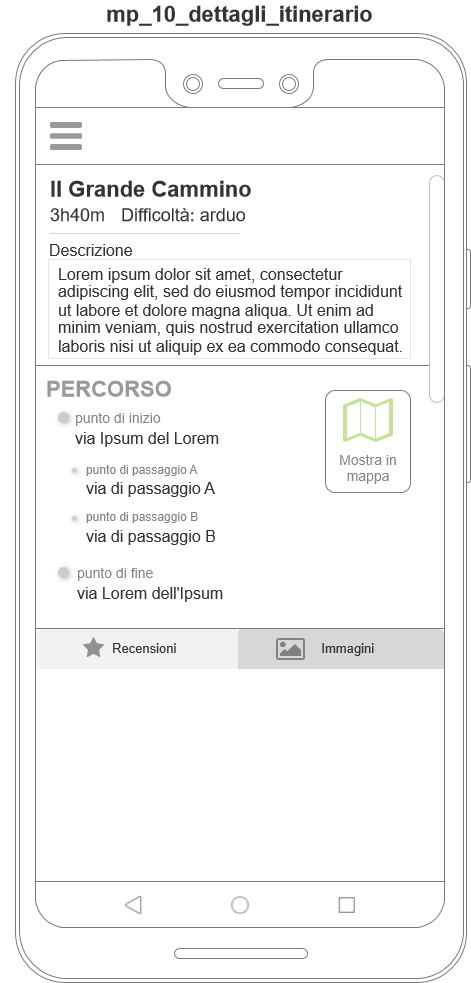 mp_10_dettagli_itinerario
Il Grande Cammino
3h40m Difficoltà: arduo
Descrizione
Lorem ipsum dolor sit amet, consectetur
adipiscing elit, sed do eiusmod tempor incididunt
ut labore et dolore magna aliqua. Ut enim ad
minim veniam, quis nostrud exercitation ullamco
laboris nisi ut aliquip ex ea commodo consequat.
PERCORSO
punto di inizio
via Ipsum del Lorem
punto di passaggio A
via di passaggio A
punto di passaggio B
via di passaggio B
punto di fine
via Lorem dell'Ipsum
Mostra in
mappa
Recensioni
Immagini